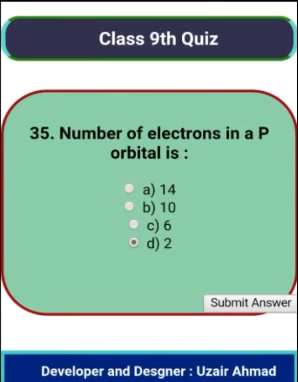 Class 9th Quiz
35. Number of electrons in a P
orbital is :
a) 14
b) 10
c) 6
d) 2
Submit Answer
Developer and Desgner : Uzair Ahmad